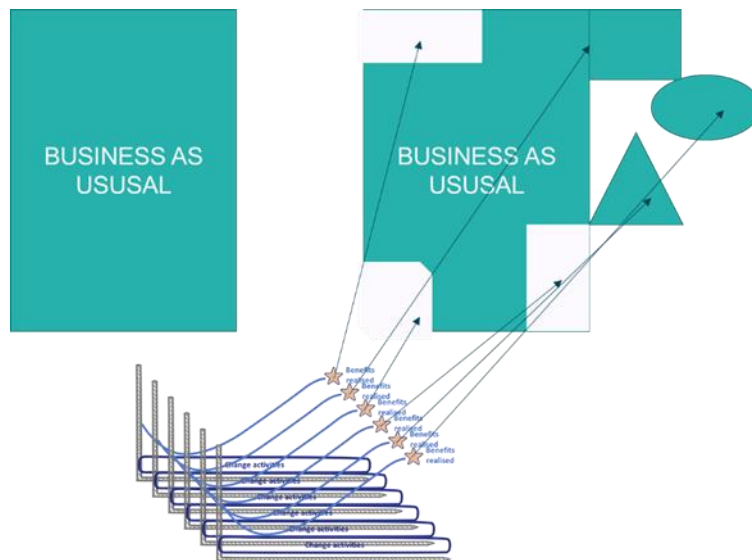 BUSINESS AS
USUSAL
BUSINESS AS
USUSAL
Benefits
realised
Benefits
realised
Benefits
realised
Benefits
realised
Benefits
realised
Benefits
realised
Change activities
Change activities
Change activities
Change activities
Change activities
Change activities